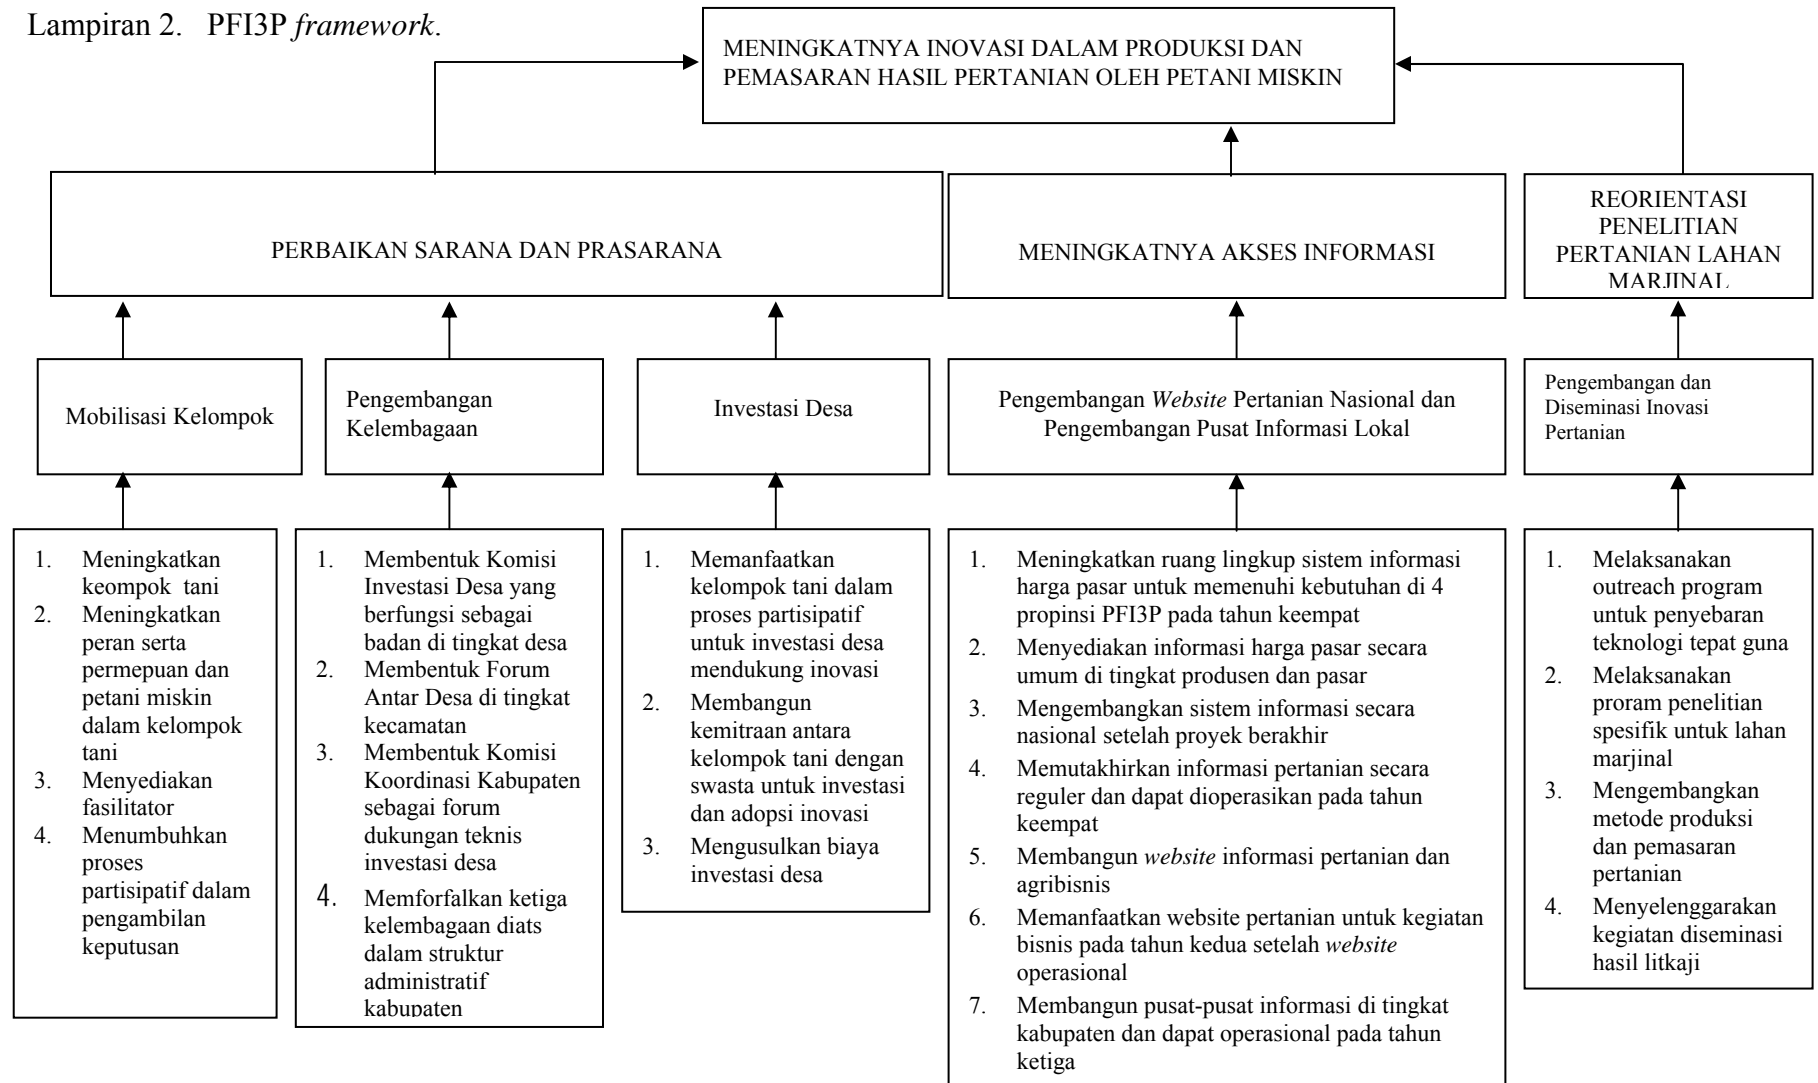 Lampiran 2. PFI3P framework.
MENINGKATNYA INOVASI DALAM PRODUKSI DAN
PEMASARAN HASIL PERTANIAN OLEH PETANI MISKIN
PERBAIKAN SARANA DAN PRASARANA
MENINGKATNYA AKSES INFORMASI
REORIENTASI
PENELITIAN
PERTANIAN LAHAN
MARJINAL
Mobilisasi Kelompok
Pengembangan
Kelembagaan
Investasi Desa
Pengembangan Website Pertanian Nasional dan
Pengembangan Pusat Informasi Lokal
Pengembangan dan
Diseminasi Inovasi
Pertanian
1. Meningkatkan
keompok tani
2. Meningkatkan
peran serta
permepuan dan
petani miskin
dalam kelompok
tani
3. Menyediakan
fasilitator
4. Menumbuhkan
proses
partisipatif dalam
pengambilan
keputusan
1. Membentuk Komisi
Investasi Desa yang
berfungsi sebagai
badan di tingkat desa
2. Membentuk Forum
Antar Desa di tingkat
kecamatan
3. Membentuk Komisi
Koordinasi Kabupaten
sebagai forum
dukungan teknis
investasi desa
4. Memforfalkan ketiga
kelembagaan diats
dalam struktur
administratif
kabupaten
1. Memanfaatkan
kelompok tani dalam
proses partisipatif
untuk investasi desa
mendukung inovasi
2. Membangun
kemitraan antara
kelompok tani dengan
swasta untuk investasi
dan adopsi inovasi
3. Mengusulkan biaya
investasi desa
1. Meningkatkan ruang lingkup sistem informasi
harga pasar untuk memenuhi kebutuhan di 4
propinsi PFI3P pada tahun keempat
2. Menyediakan informasi harga pasar secara
umum di tingkat produsen dan pasar
3. Mengembangkan sistem informasi secara
nasional setelah proyek berakhir
4. Memutakhirkan informasi pertanian secara
reguler dan dapat dioperasikan pada tahun
keempat
5. Membangun website informasi pertanian dan
agribisnis
6. Memanfaatkan website pertanian untuk kegiatan
bisnis pada tahun kedua setelah website
operasional
7. Membangun pusat-pusat informasi di tingkat
kabupaten dan dapat operasional pada tahun
ketiga
1. Melaksanakan
outreach program
untuk penyebaran
teknologi tepat guna
2. Melaksanakan
proram penelitian
spesifik untuk lahan
marjinal
3. Mengembangkan
metode produksi
dan pemasaran
pertanian
4. Menyelenggarakan
kegiatan diseminasi
hasil litkaji